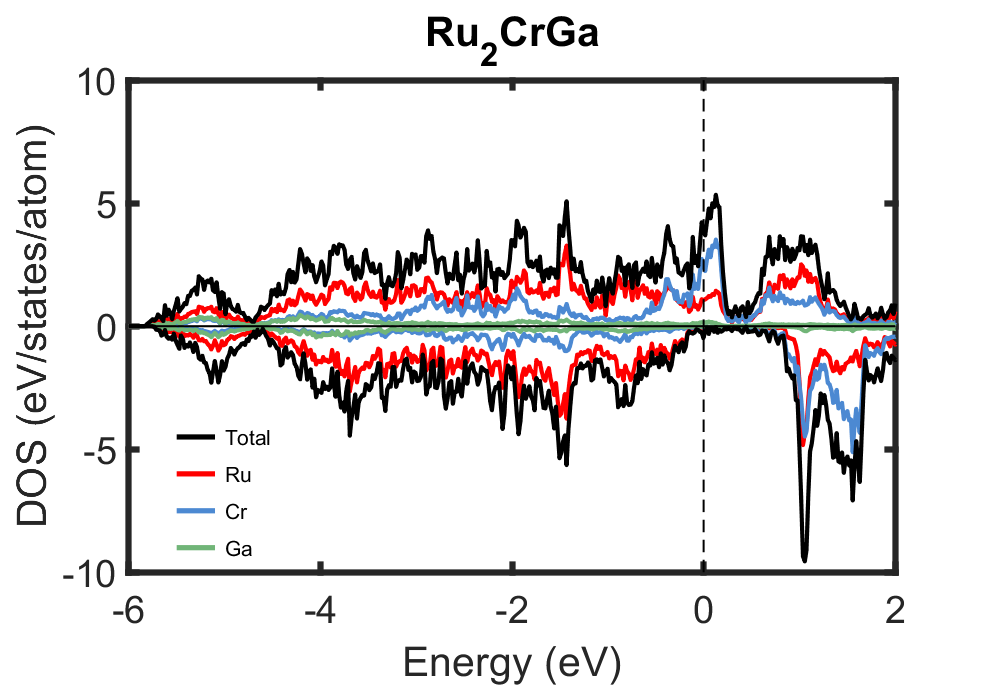 Ru2CrGa
10
5
0
-5
-10
DOS (eV/states/atom)
Total
Ru
Cr
Ga
-6 -4 -2 0 2
Energy (eV)